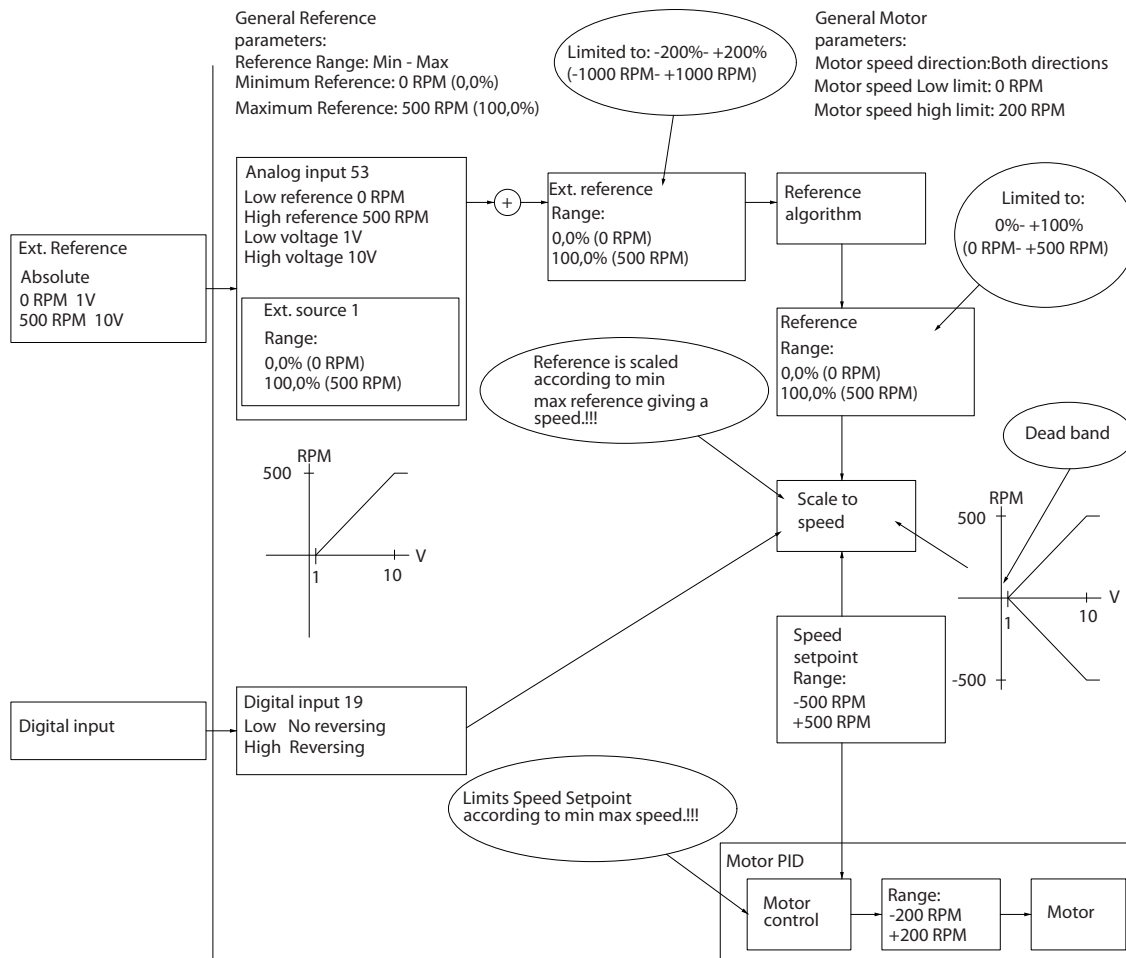 General Reference
parameters:
Reference Range: Min - Max
Minimum Reference: 0 RPM (0,0%)
Maximum Reference: 500 RPM (100,0%)
Limited to: -200%- +200%
(-1000 RPM- +1000 RPM)
General Motor
parameters:
Motor speed direction:Both directions
Motor speed Low limit: 0 RPM
Motor speed high limit: 200 RPM
Ext. Reference
Absolute
0 RPM 1V
500 RPM 10V
Analog input 53
Low reference 0 RPM
High reference 500 RPM
Low voltage 1V
High voltage 10V
Ext. source 1
Range:
0,0% (0 RPM)
100,0% (500 RPM)
+
Ext. reference
Range:
0,0% (0 RPM)
100,0% (500 RPM)
Reference
algorithm
Limited to:
0%- +100%
(0 RPM- +500 RPM)
Reference
Range:
0,0% (0 RPM)
100,0% (500 RPM)
Reference is scaled
according to min
max reference giving a
speed.!!!
RPM
500
V
1
10
Scale to
speed
Dead band
RPM
500
V
1
10
-500
Speed
setpoint
Range:
-500 RPM
+500 RPM
Digital input
Digital input 19
Low No reversing
High Reversing
Limits Speed Setpoint
according to min max speed.!!!
Motor PID
Motor
control
Range:
-200 RPM
+200 RPM
Motor